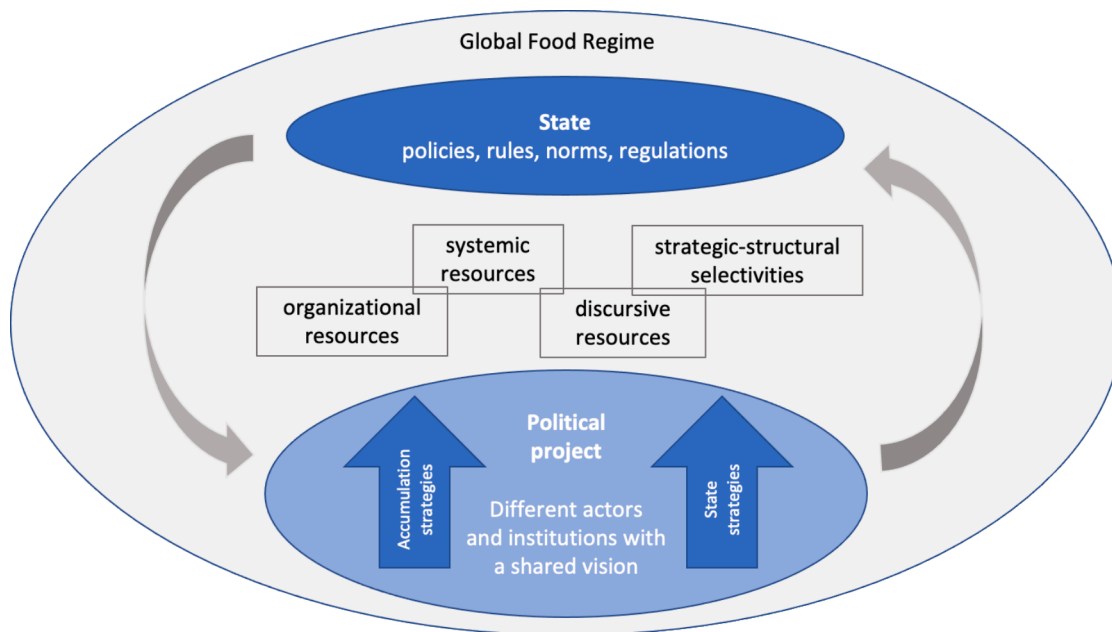 Global Food Regime
State
policies, rules, norms, regulations
systemic
resources
strategic-structural
selectivities
organizational
resources
discursive
resources
Political
project
Accumulation
strategies
State
strategies
Different actors
and institutions with
a shared vision